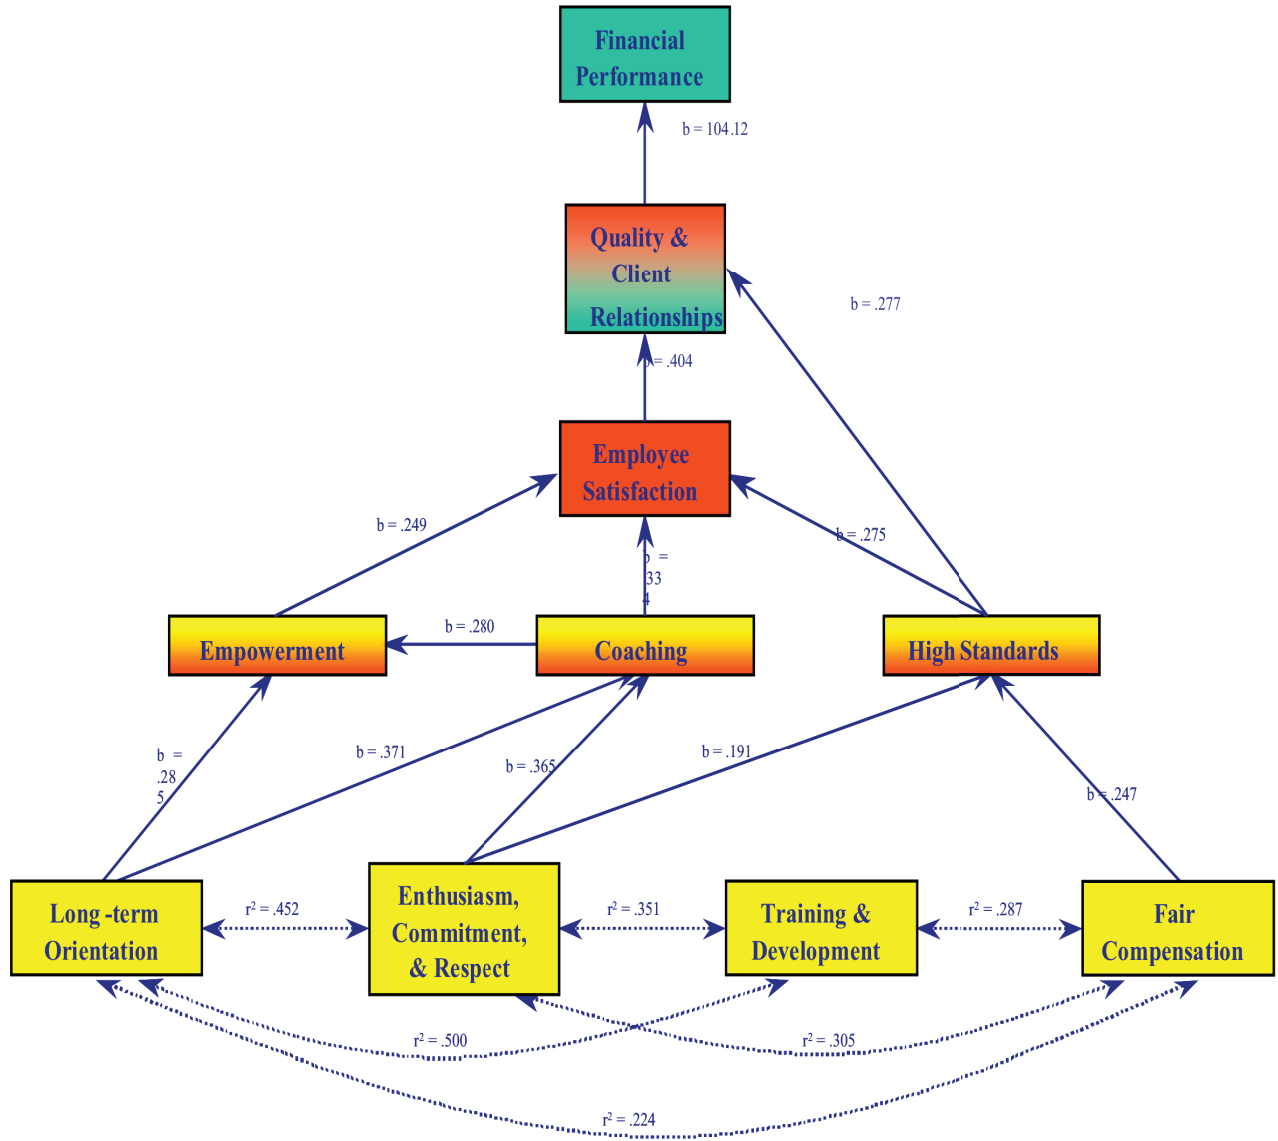 Financial
Performance
b = 104.12
Quality &
Client
Relationships
b = .277
b = .404
Employee
Satisfaction
b = .249
b = .275
b =
.33
4
b = .280
Empowerment
Coaching
High Standards
b =
.28
5
b = .371
b = .365
b = .191
b = .247
Long -term
Orientation
r² = .452
Enthusiasm,
Commitment,
& Respect
r² = .351
Training &
Development
r² = .287
Fair
Compensation
r² = .500
r² = .305
r² = .224